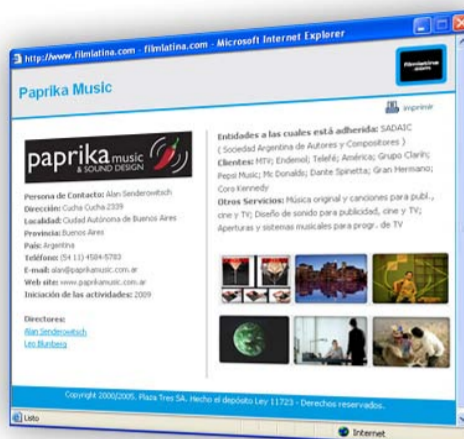 http://www.filmlatina.com - filmlatina.com - Microsoft Internet Explorer
filmlatina
.com
Paprika Music
imprimir
paprika music
& SOUND DESIGN
Persona de Contacto: Alan Senderowitsch
Dirección: Cucha Cucha 2339
Localidad: Ciudad Autónoma de Buenos Aires
Provincia: Buenos Aires
País: Argentina
Teléfono: (54 11) 4584-5783
E-mail: alan@paprikamusic.com.ar
Web site: www.paprikamusic.com.ar
Iniciación de las actividades: 2009
Directores:
Alan Senderowitsch
Leo Blumberg
Entidades a las cuales está adherida: SADAIC
( Sociedad Argentina de Autores y Compositores )
Clientes: MTV; Endemol; Telefé; América; Grupo Clarín;
Pepsi Music; Mc Donalds; Dante Spinetta; Gran Hermano;
Cora Kennedy
Otros Servicios: Música original y canciones para publ.,
cine y TV; Diseño de sonido para publicidad, cine y TV;
Aperturas y sistemas musicales para progr. de TV
Copyright 2000/2005. Plaza Tres SA. Hecho el depósito Ley 11723 - Derechos reservados.
Listo
Internet